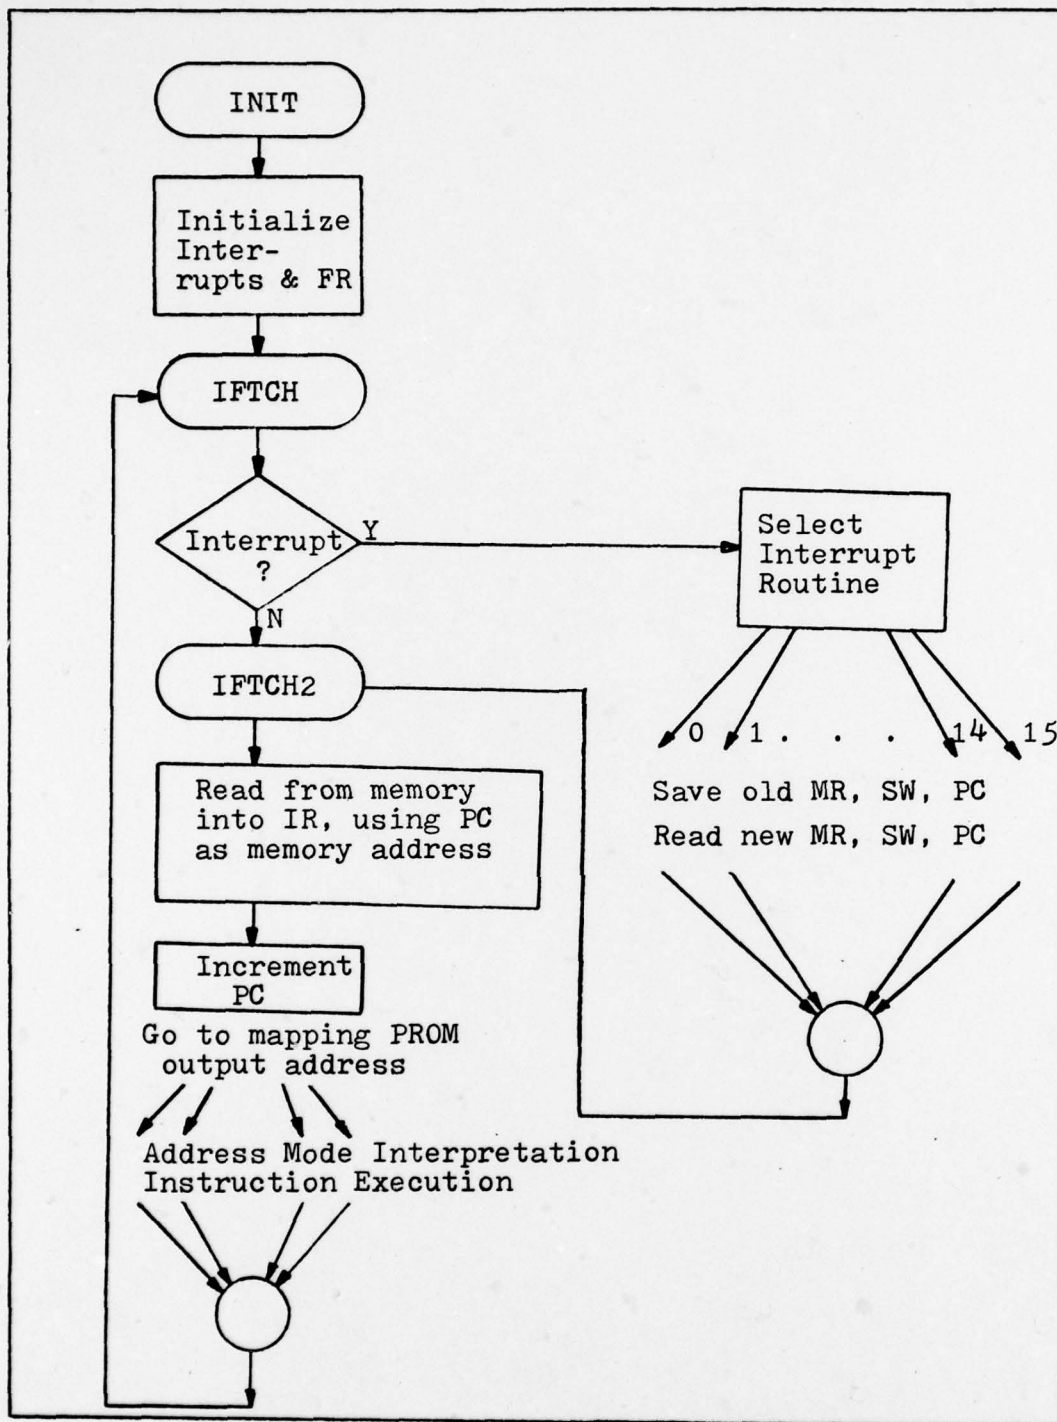 INIT
Initialize
Inter-
rupts & FR
IFTCH
Interrupt
?
Y
N
Select
Interrupt
Routine
IFTCH2
0 1 . . . 14 15
Read from memory
into IR, using PC
as memory address
Save old MR, SW, PC
Read new MR, SW, PC
Increment
PC
Go to mapping PROM
output address
Address Mode Interpretation
Instruction Execution